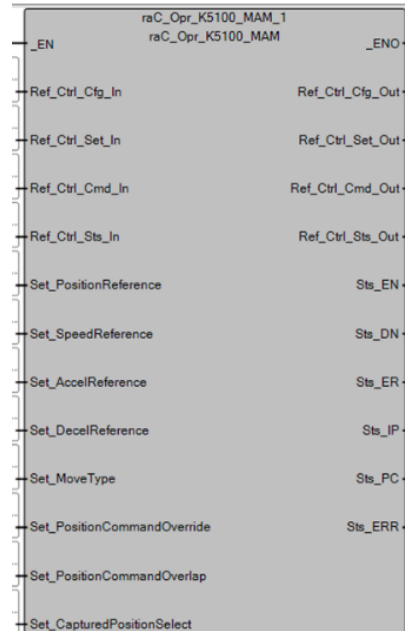 raC_Opr_K5100_MAM_1
raC_Opr_K5100_MAM
_EN _ENO
Ref_Ctrl_Cfg_In Ref_Ctrl_Cfg_Out
Ref_Ctrl_Set_In Ref_Ctrl_Set_Out
Ref_Ctrl_Cmd_In Ref_Ctrl_Cmd_Out
Ref_Ctrl_Sts_In Ref_Ctrl_Sts_Out
Set_PositionReference Sts_EN
Set_SpeedReference Sts_DN
Set_AccelReference Sts_ER
Set_DecelReference Sts_IP
Set_MoveType Sts_PC
Set_PositionCommandOverride Sts_ERR
Set_PositionCommandOverlap
Set_CapturedPositionSelect